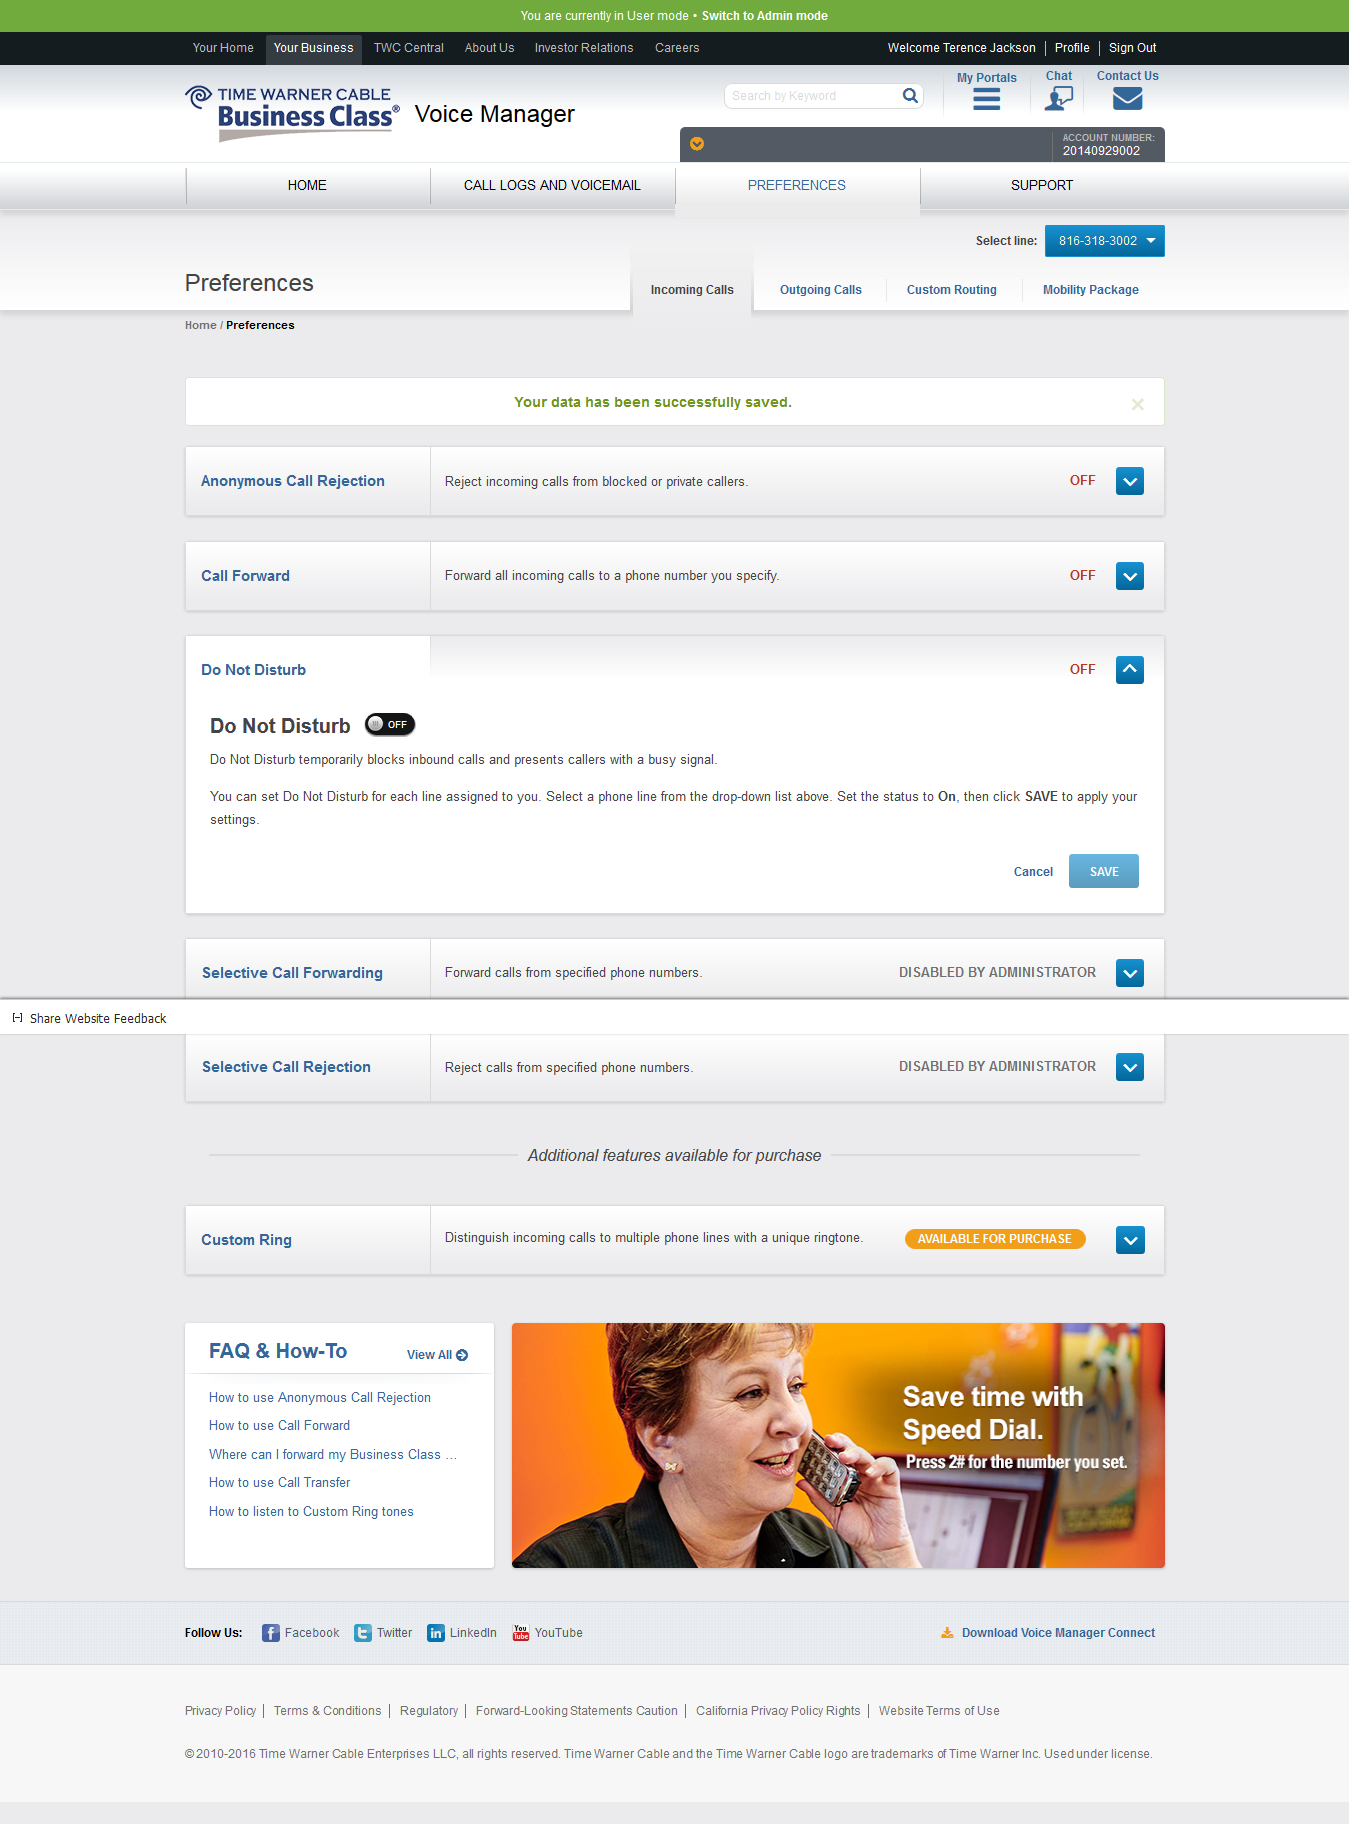 You are currently in User mode • Switch to Admin mode
Your Home Your Business TWC Central About Us Investor Relations Careers Welcome Terence Jackson Profile Sign Out
TIME WARNER CABLE
Business Class®
Voice Manager
Search by Keyword
My Portals
Chat
Contact Us
ACCOUNT NUMBER:
20140929002
HOME CALL LOGS AND VOICEMAIL PREFERENCES SUPPORT
Select line: 816-318-3002
Preferences
Incoming Calls Outgoing Calls Custom Routing Mobility Package
Home / Preferences
Your data has been successfully saved.
Anonymous Call Rejection Reject incoming calls from blocked or private callers. OFF
Call Forward Forward all incoming calls to a phone number you specify. OFF
Do Not Disturb OFF
Do Not Disturb OFF
Do Not Disturb temporarily blocks inbound calls and presents callers with a busy signal.
You can set Do Not Disturb for each line assigned to you. Select a phone line from the drop-down list above. Set the status to On, then click SAVE to apply your
settings.
Cancel SAVE
Selective Call Forwarding Forward calls from specified phone numbers. DISABLED BY ADMINISTRATOR
[-] Share Website Feedback
Selective Call Rejection Reject calls from specified phone numbers. DISABLED BY ADMINISTRATOR
Additional features available for purchase
Custom Ring Distinguish incoming calls to multiple phone lines with a unique ringtone. AVAILABLE FOR PURCHASE
FAQ & How-To View All
How to use Anonymous Call Rejection
How to use Call Forward
Where can I forward my Business Class ...
How to use Call Transfer
How to listen to Custom Ring tones
Save time with
Speed Dial.
Press 2# for the number you set.
Follow Us: Facebook Twitter LinkedIn YouTube Download Voice Manager Connect
Privacy Policy Terms & Conditions Regulatory Forward-Looking Statements Caution California Privacy Policy Rights Website Terms of Use
© 2010-2016 Time Warner Cable Enterprises LLC, all rights reserved. Time Warner Cable and the Time Warner Cable logo are trademarks of Time Warner Inc. Used under license.